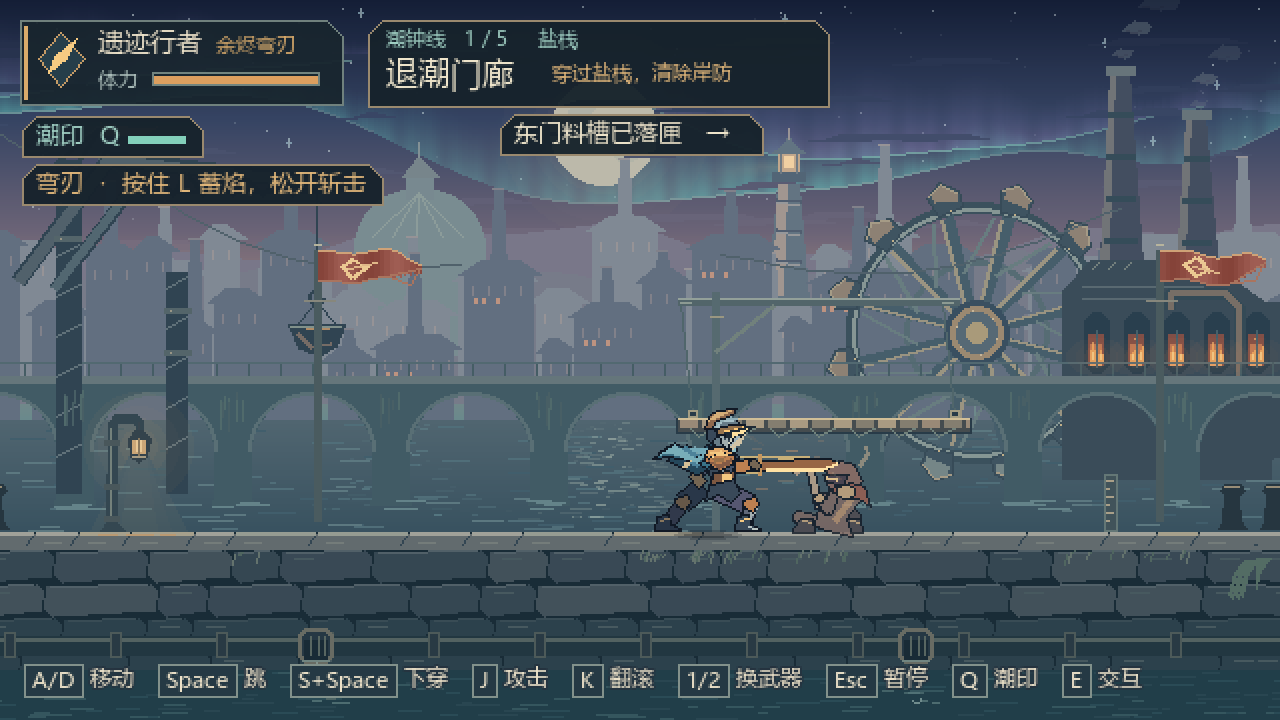 遗迹行者 余烬弯刃
体力
潮钟线 1 / 5 盐栈
退潮门廊 穿过盐栈，清除岸防
潮印 Q
东门料槽已落匣 →
弯刃 · 按住 L 蓄焰，松开斩击
A/D 移动 Space 跳 S+Space 下穿 J 攻击 K 翻滚 1/2 换武器 Esc 暂停 Q 潮印 E 交互